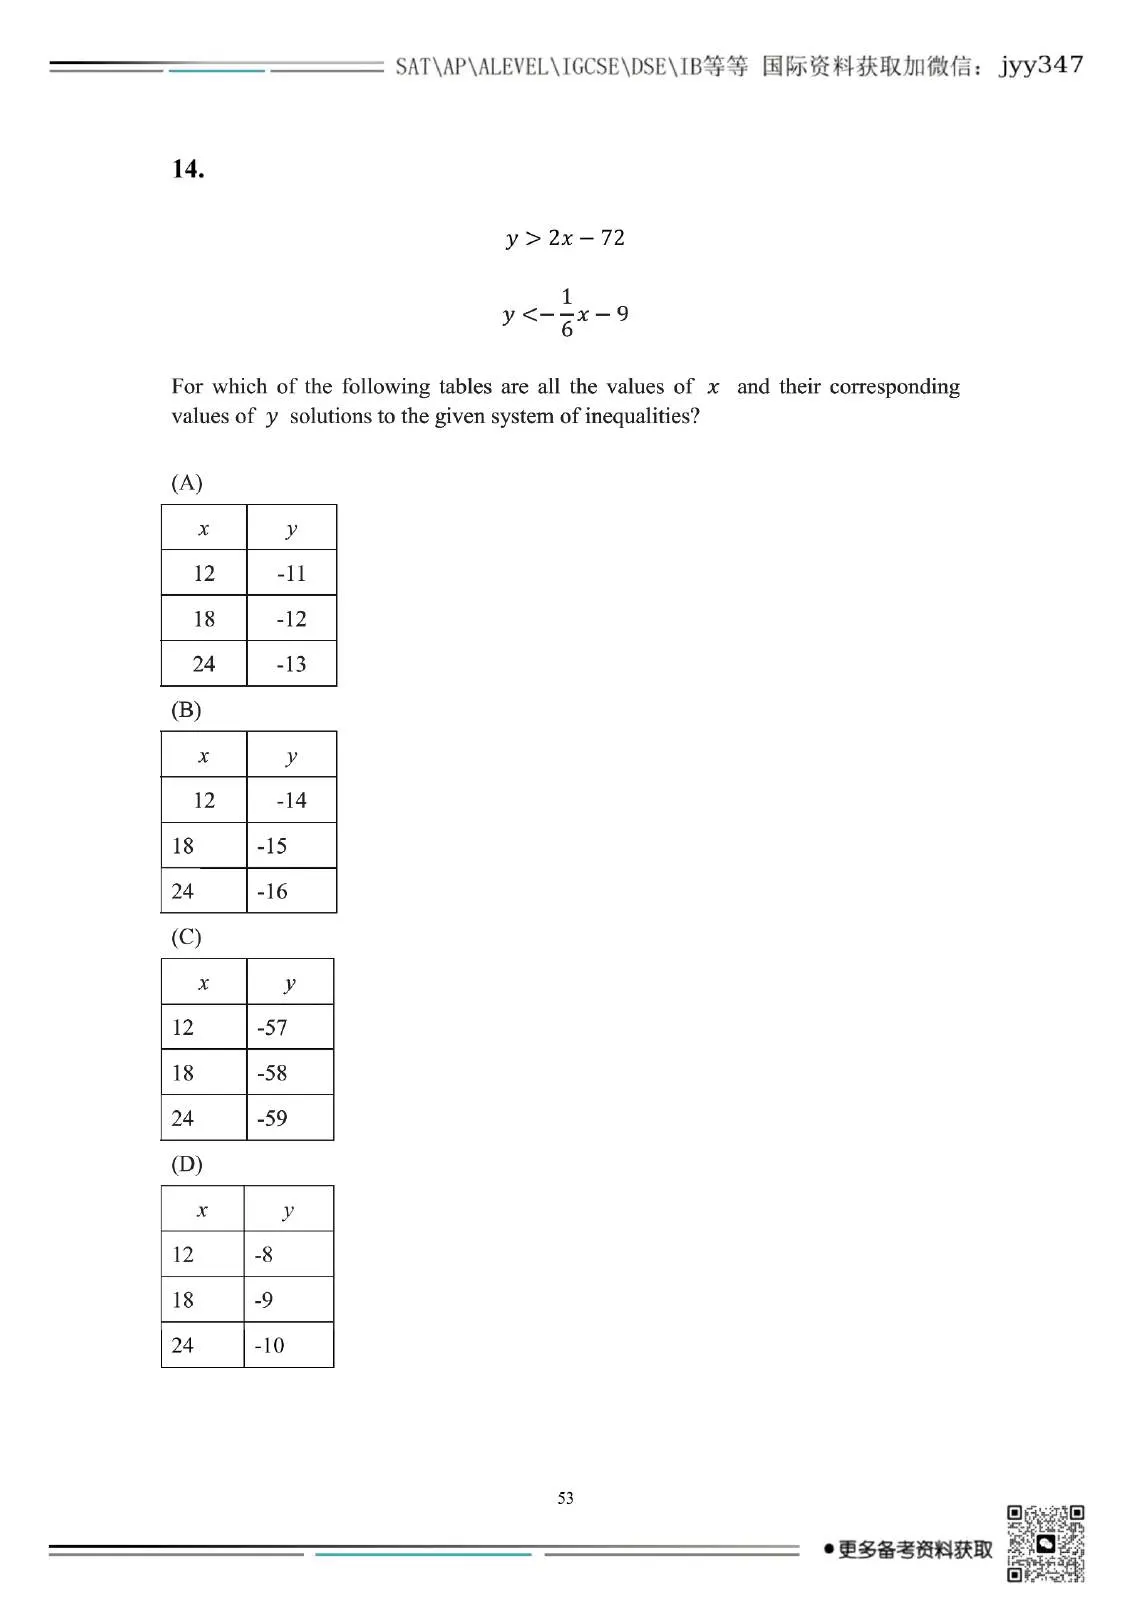 SAT\AP\ALEVEL\IGCSE\DSE\IB等等 国际资料获取加微信: jyy347
14.
y > 2x − 72
y <− 1/6 x − 9
For which of the following tables are all the values of x and their corresponding
values of y solutions to the given system of inequalities?
(A)
x y
12 -11
18 -12
24 -13
(B)
x y
12 -14
18 -15
24 -16
(C)
x y
12 -57
18 -58
24 -59
(D)
x y
12 -8
18 -9
24 -10
53
●更多备考资料获取